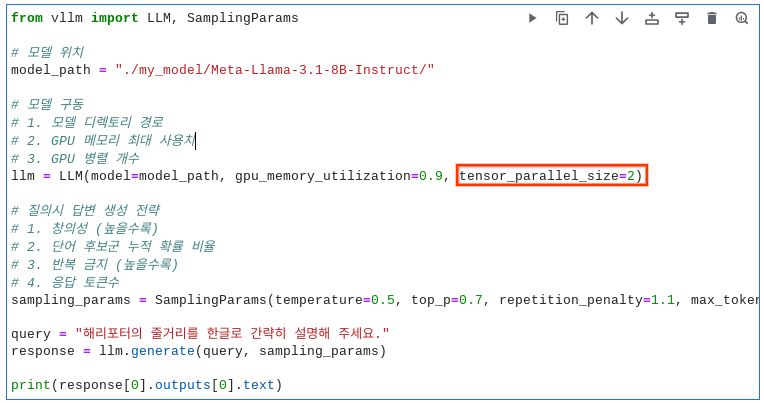 from vllm import LLM, SamplingParams
# 모델 위치
model_path = "./my_model/Meta-Llama-3.1-8B-Instruct/"
# 모델 구동
# 1. 모델 디렉토리 경로
# 2. GPU 메모리 최대 사용치
# 3. GPU 병렬 개수
llm = LLM(model=model_path, gpu_memory_utilization=0.9, tensor_parallel_size=2)
# 질의시 답변 생성 전략
# 1. 창의성 (높을수록)
# 2. 단어 후보군 누적 확률 비율
# 3. 반복 금지 (높을수록)
# 4. 응답 토큰수
sampling_params = SamplingParams(temperature=0.5, top_p=0.7, repetition_penalty=1.1, max_token
query = "해리포터의 줄거리를 한글로 간략히 설명해 주세요."
response = llm.generate(query, sampling_params)
print(response[0].outputs[0].text)